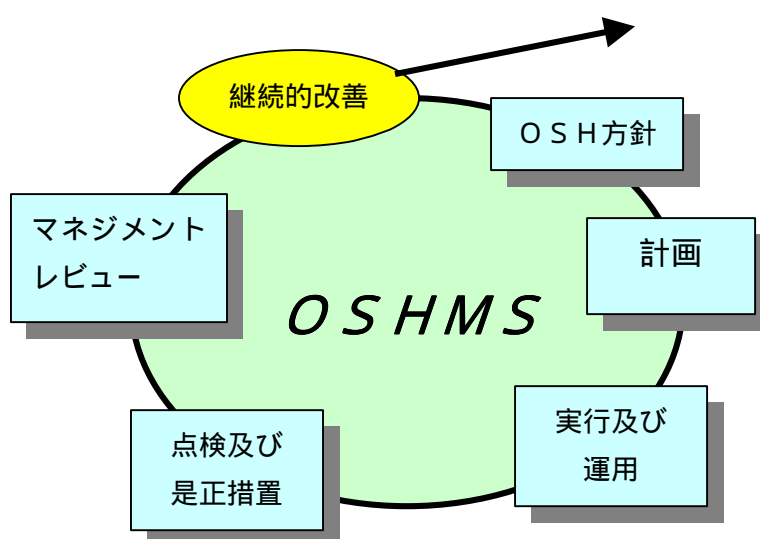 継続的改善
ＯＳＨ方針
マネジメント
レビュー
計画
ＯＳＨＭＳ
実行及び
運用
点検及び
是正措置